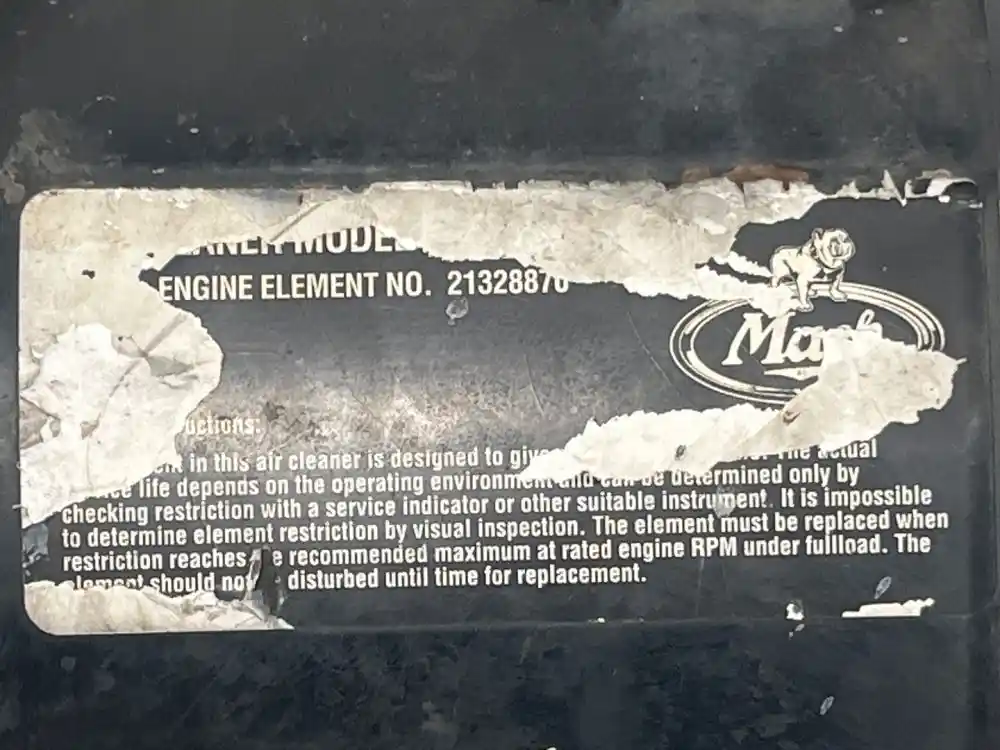 MODEL
ENGINE ELEMENT NO. 21328870
Mack
in this air cleaner is designed to give actual
life depends on the operating environment and can be determined only by
checking restriction with a service indicator or other suitable instrument. It is impossible
to determine element restriction by visual inspection. The element must be replaced when
restriction reaches recommended maximum at rated engine RPM under fullload. The
element should not disturbed until time for replacement.